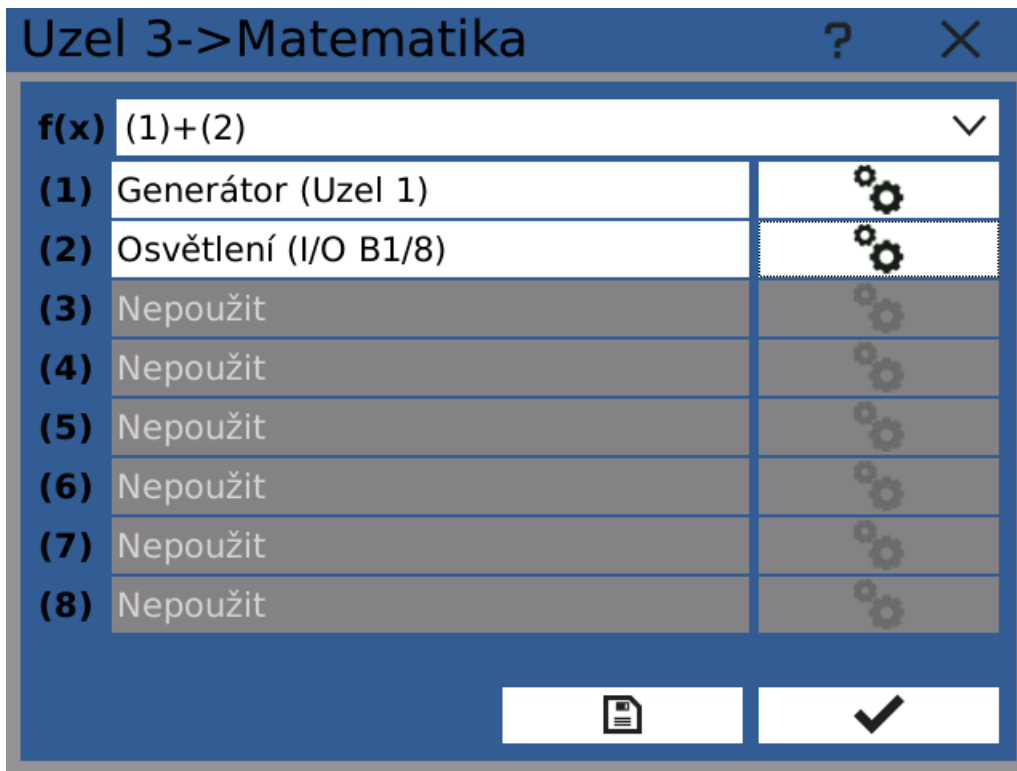 Uzel 3->Matematika ?
f(x) (1)+(2)
(1) Generátor (Uzel 1)
(2) Osvětlení (I/O B1/8)
(3) Nepoužit
(4) Nepoužit
(5) Nepoužit
(6) Nepoužit
(7) Nepoužit
(8) Nepoužit